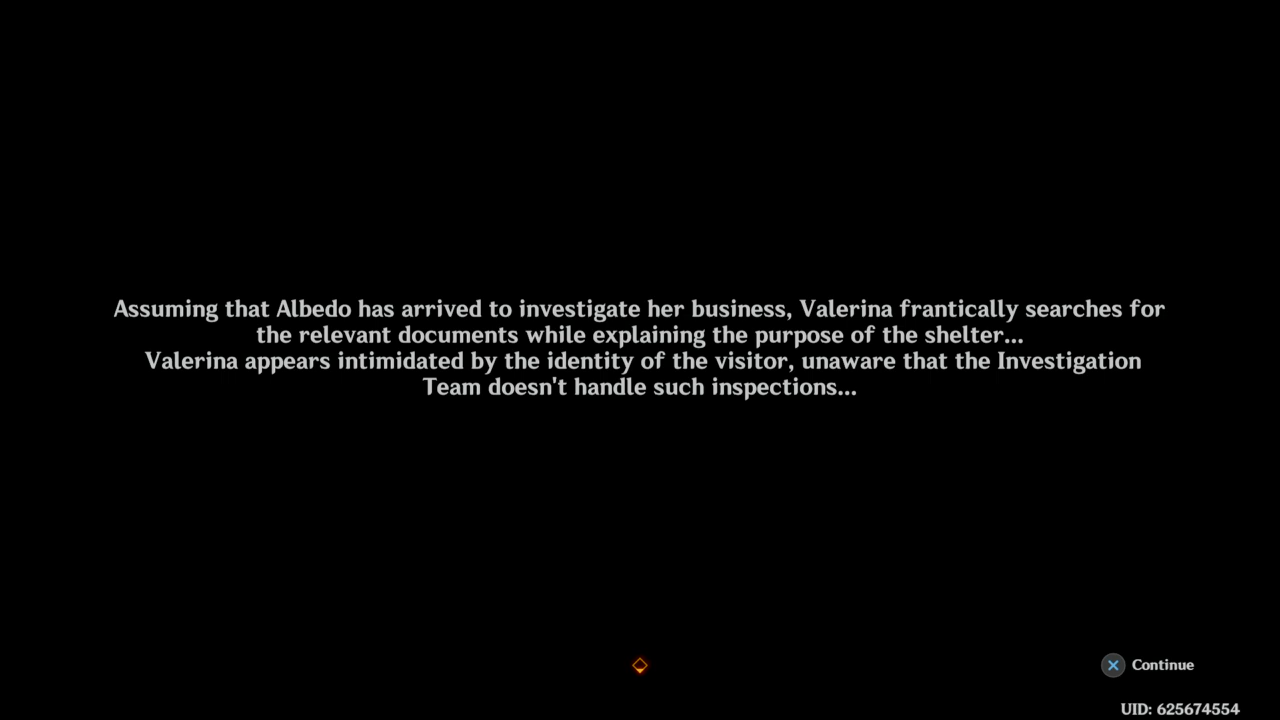 Assuming that Albedo has arrived to investigate her business, Valerina frantically searches for
the relevant documents while explaining the purpose of the shelter...
Valerina appears intimidated by the identity of the visitor, unaware that the Investigation
Team doesn't handle such inspections...
Continue
UID: 625674554